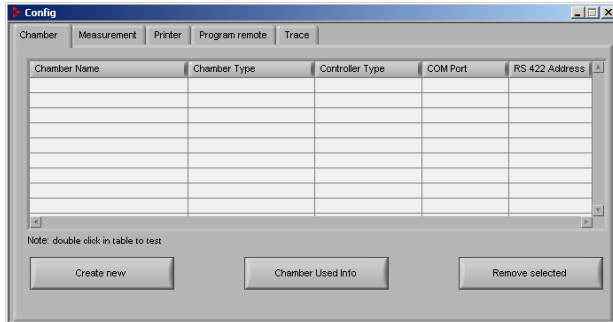 Config
Chamber Measurement Printer Program remote Trace
Chamber Name Chamber Type Controller Type COM Port RS 422 Address
Note: double click in table to test
Create new Chamber Used Info Remove selected